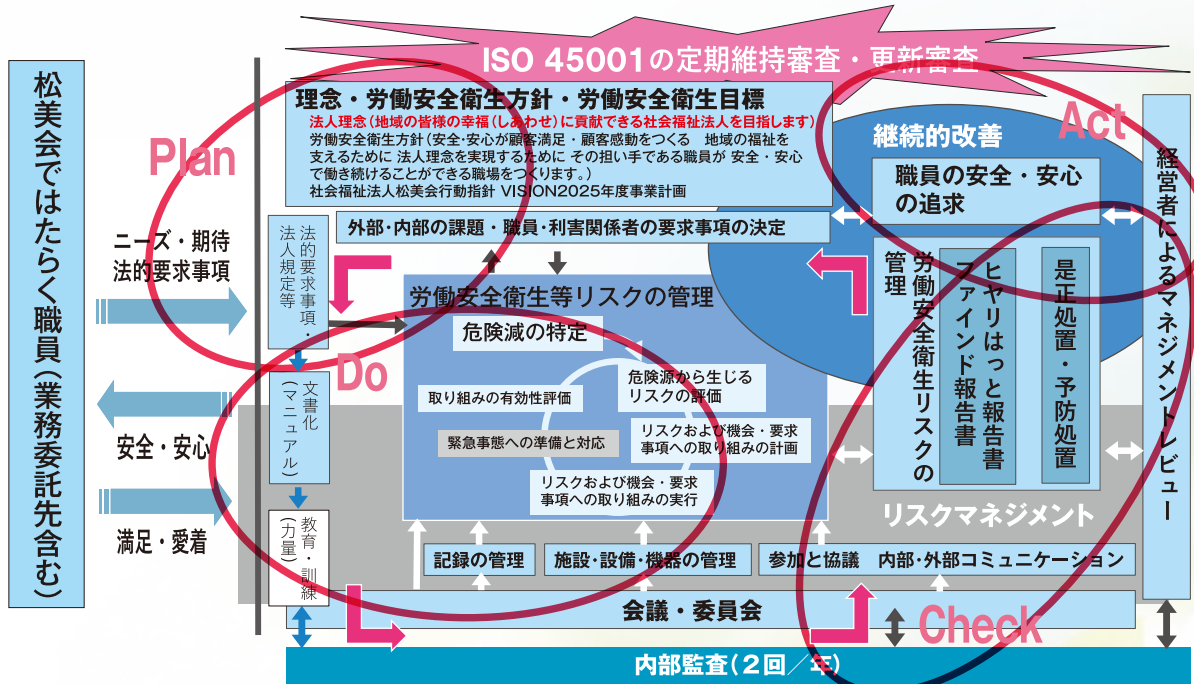 ISO 45001の定期維持審査・更新審査
松美会ではたらく職員(業務委託先含む)
Plan
理念・労働安全衛生方針・労働安全衛生目標
法人理念(地域の皆様の幸福(しあわせ)に貢献できる社会福祉法人を目指します)
労働安全衛生方針(安全・安心が顧客満足・顧客感動をつくる 地域の福祉を
支えるために 法人理念を実現するために その担い手である職員が 安全・安心
で働き続けることができる職場をつくります。)
社会福祉法人松美会行動指針 VISION2025年度事業計画
外部・内部の課題・職員・利害関係者の要求事項の決定
ニーズ・期待
法的要求事項
安全・安心
満足・愛着
法的要求事項・
法人規定等
文書化
(マニュアル)
教育・訓練
(力量)
Do
労働安全衛生等リスクの管理
危険減の特定
危険源から生じる
リスクの評価
取り組みの有効性評価
緊急事態への準備と対応
リスクおよび機会・要求
事項への取り組みの計画
リスクおよび機会・要求
事項への取り組みの実行
Act
継続的改善
職員の安全・安心
の追求
労働安全衛生リスクの
管理
ヒヤリはっと報告書
ファインド報告書
是正処置・予防処置
リスクマネジメント
経営者によるマネジメントレビュー
記録の管理
施設・設備・機器の管理
参加と協議 内部・外部コミュニケーション
会議・委員会
Check
内部監査(2回/年)